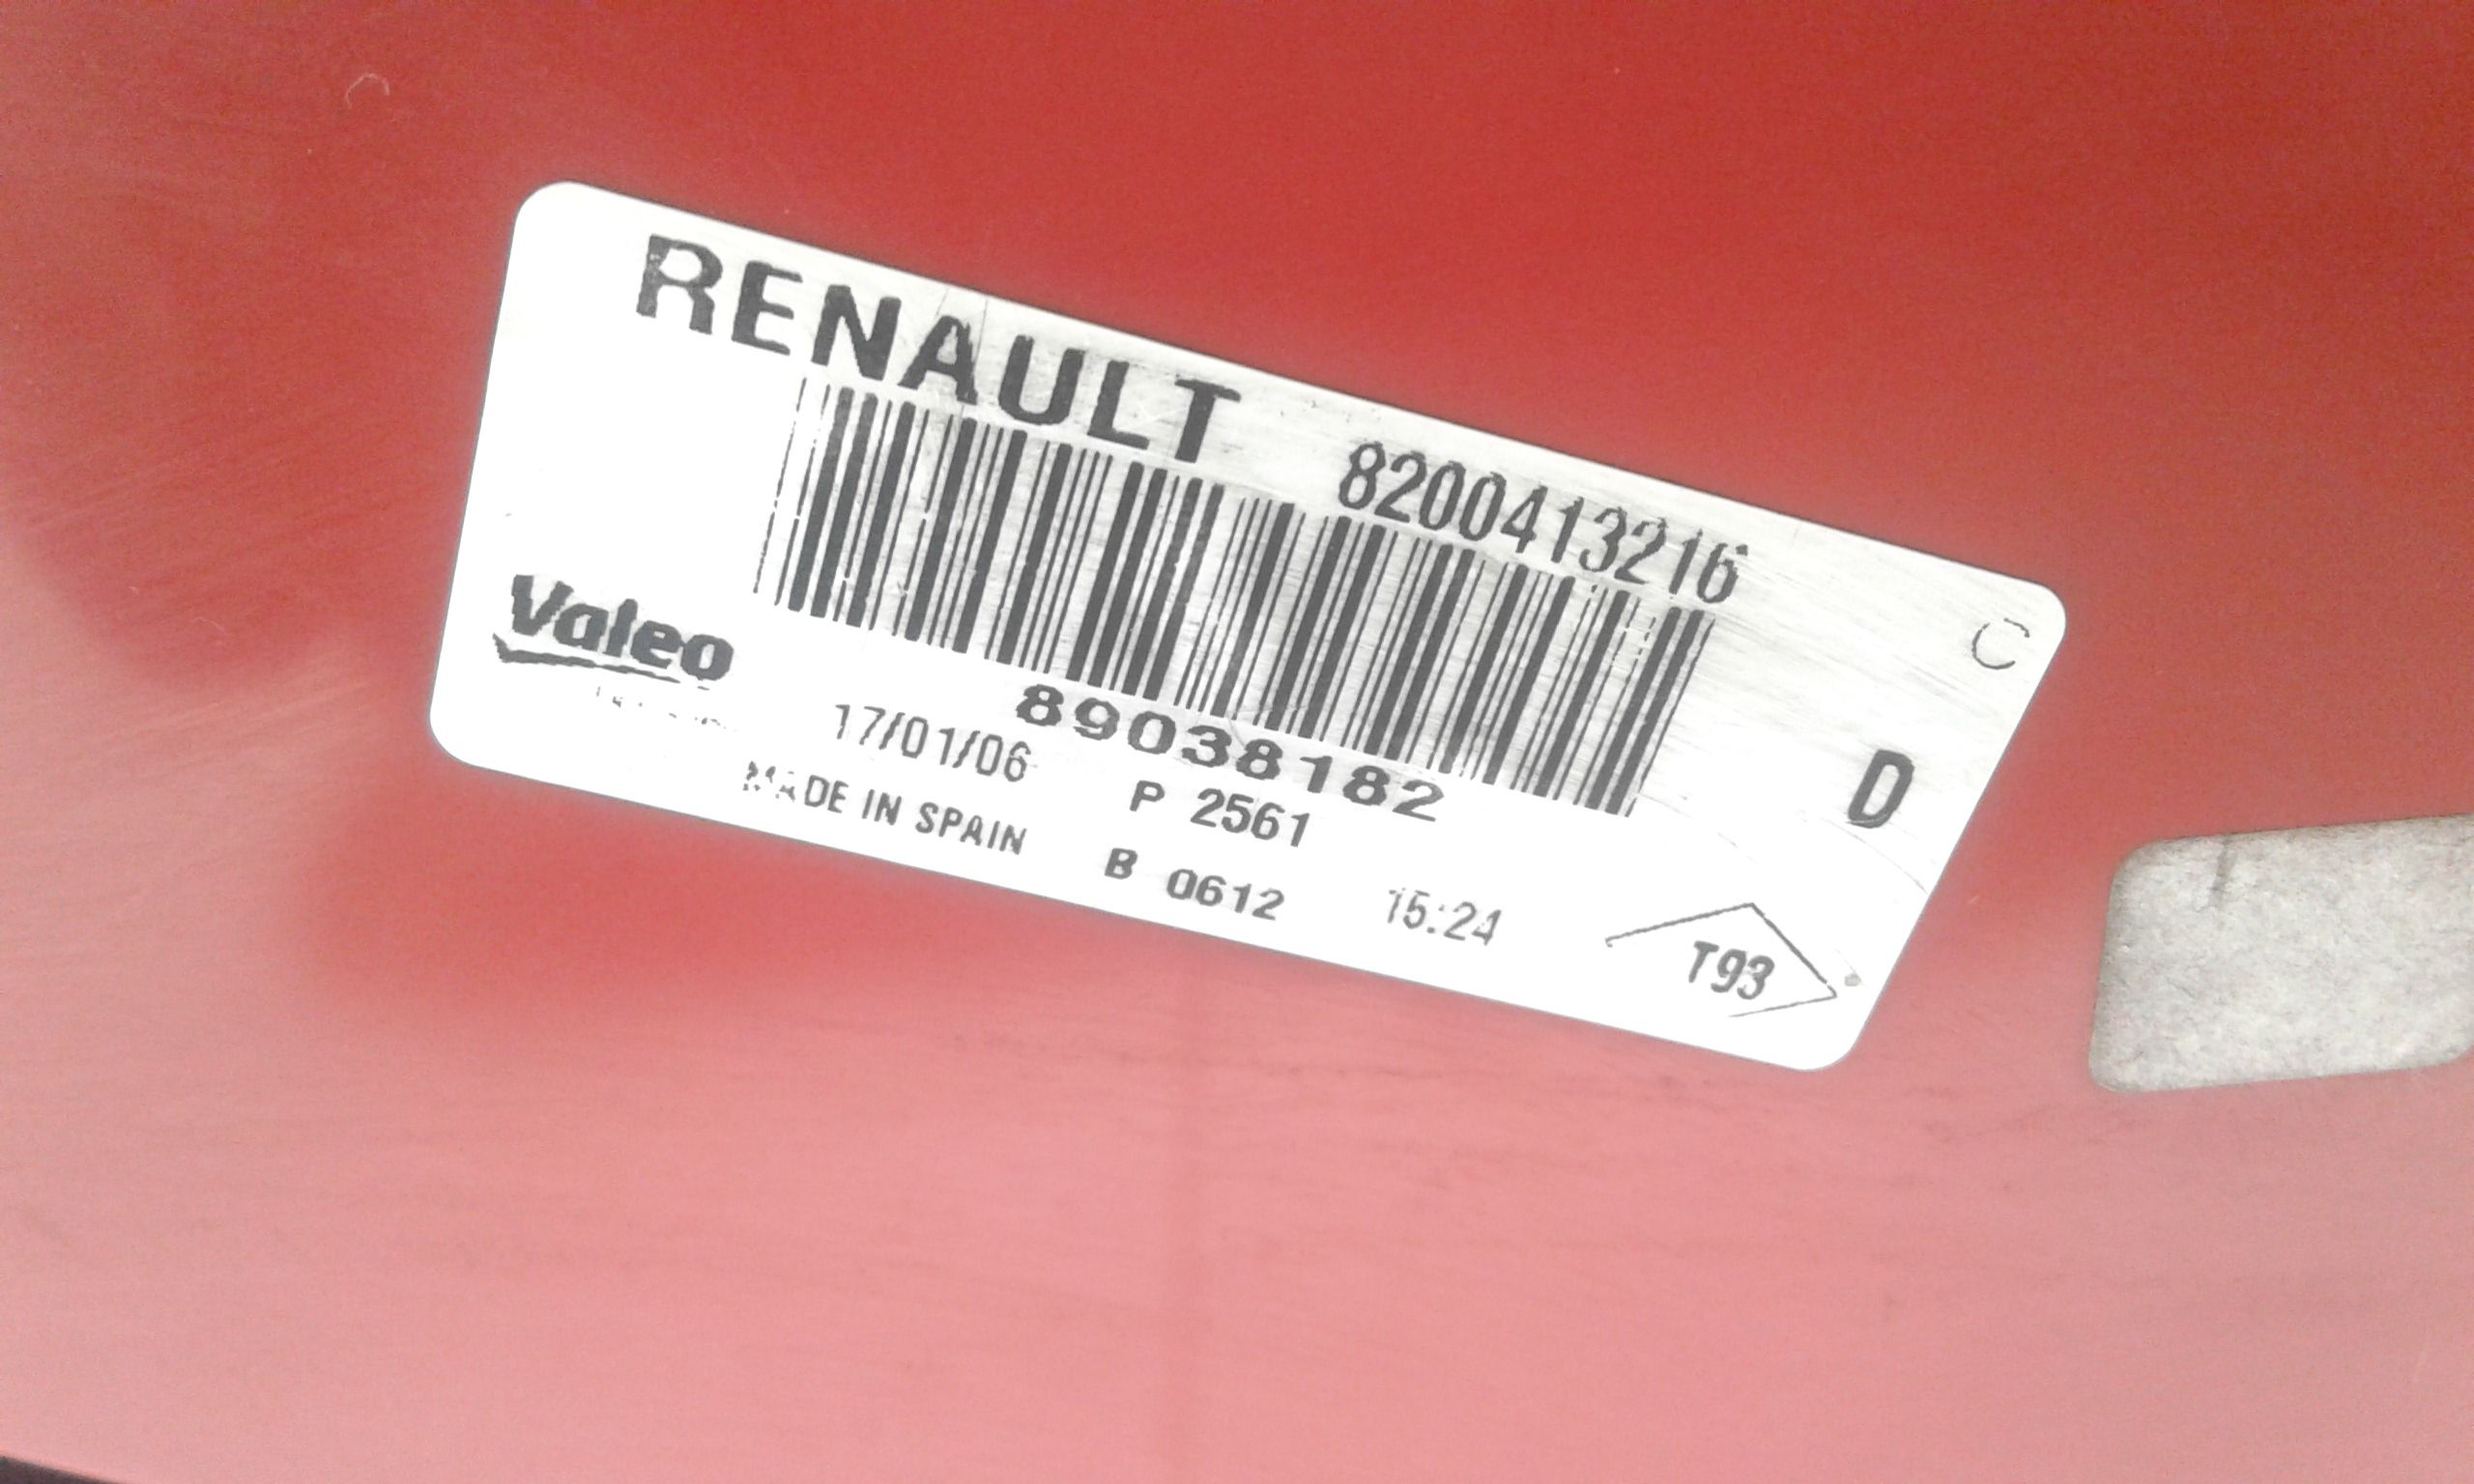 RENAULT
8200413216
C
Valeo
89038182
D
17/01/06
P 2561
MADE IN SPAIN
B 0612
15:24
T93